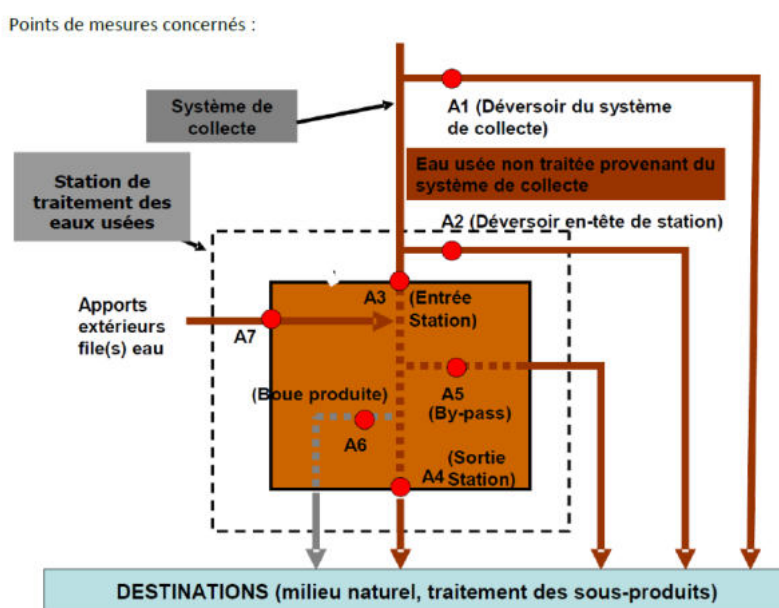 Points de mesures concernés :
Système de
collecte
A1 (Déversoir du système
de collecte)
Station de
traitement des
eaux usées
Eau usée non traitée provenant du
système de collecte
A2 (Déversoir en-tête de station)
A3
(Entrée
Station)
Apports
extérieurs
file(s) eau
A7
(Boue produite)
A6
A5
(By-pass)
A4
(Sortie
Station)
DESTINATIONS (milieu naturel, traitement des sous-produits)